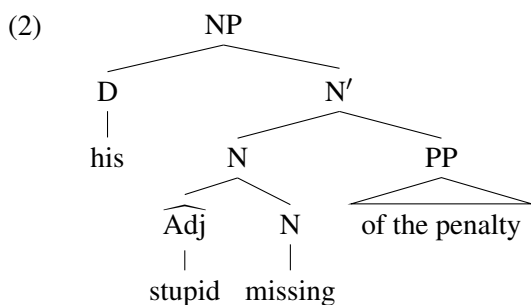 (2) NP
D N′
his N PP
Adj N of the penalty
stupid missing